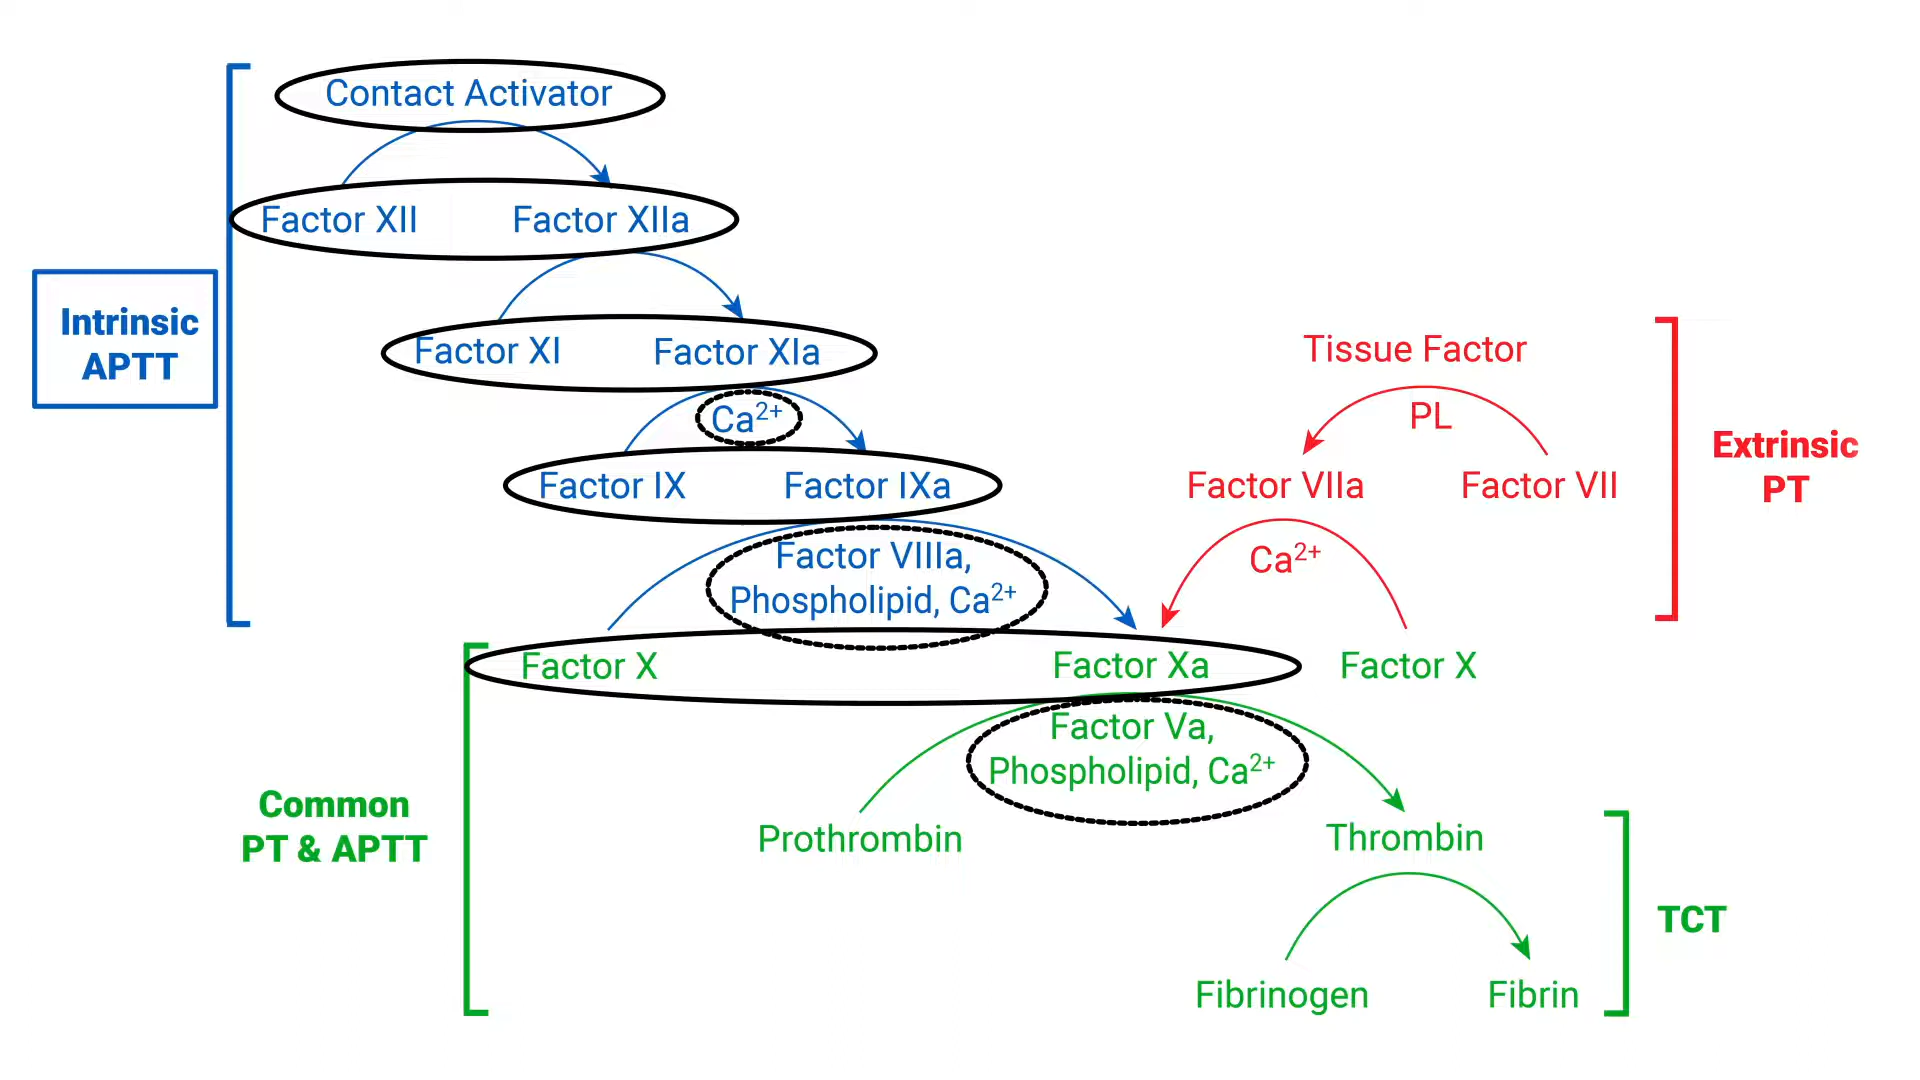 Contact Activator
Factor XII Factor XIIa
Intrinsic
APTT
Factor XI Factor XIa
Tissue Factor
Ca²⁺
PL
Extrinsic
PT
Factor IX Factor IXa
Factor VIIa Factor VII
Factor VIIIa,
Phospholipid, Ca²⁺
Ca²⁺
Factor X Factor Xa Factor X
Factor Va,
Phospholipid, Ca²⁺
Common
PT & APTT
Prothrombin Thrombin
TCT
Fibrinogen Fibrin